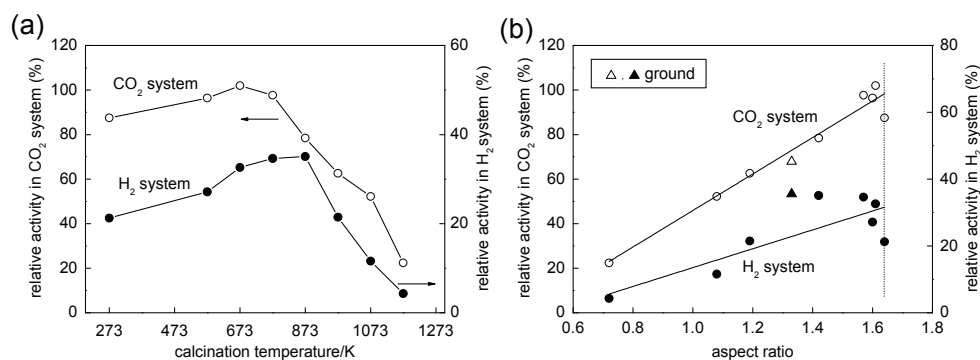 (a)
120
100
80
60
40
20
0
relative activity in CO2 system (%)
CO2 system
H2 system
60
40
20
0
relative activity in H2 system (%)
273 473 673 873 1073 1273
calcination temperature/K
(b)
120
100
80
60
40
20
0
relative activity in CO2 system (%)
△ , ▲ ground
CO2 system
H2 system
80
60
40
20
0
relative activity in H2 system (%)
0.6 0.8 1.0 1.2 1.4 1.6 1.8
aspect ratio